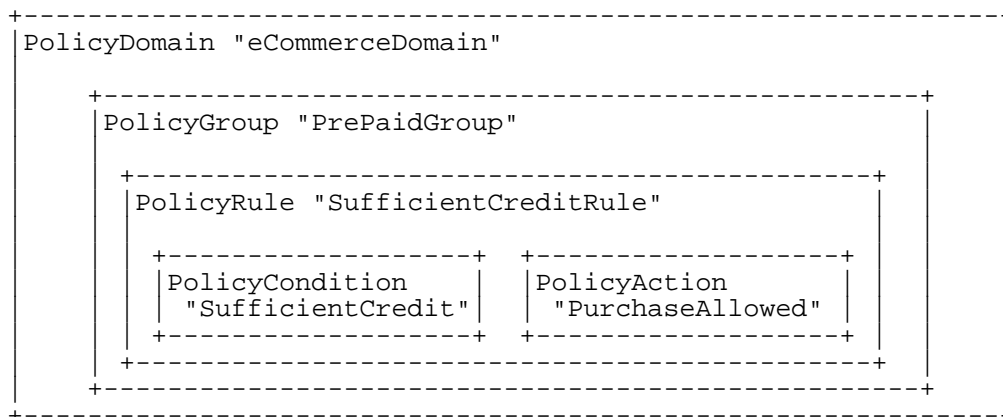 PolicyDomain "eCommerceDomain"
PolicyGroup "PrePaidGroup"
PolicyRule "SufficientCreditRule"
PolicyCondition
"SufficientCredit"
PolicyAction
"PurchaseAllowed"